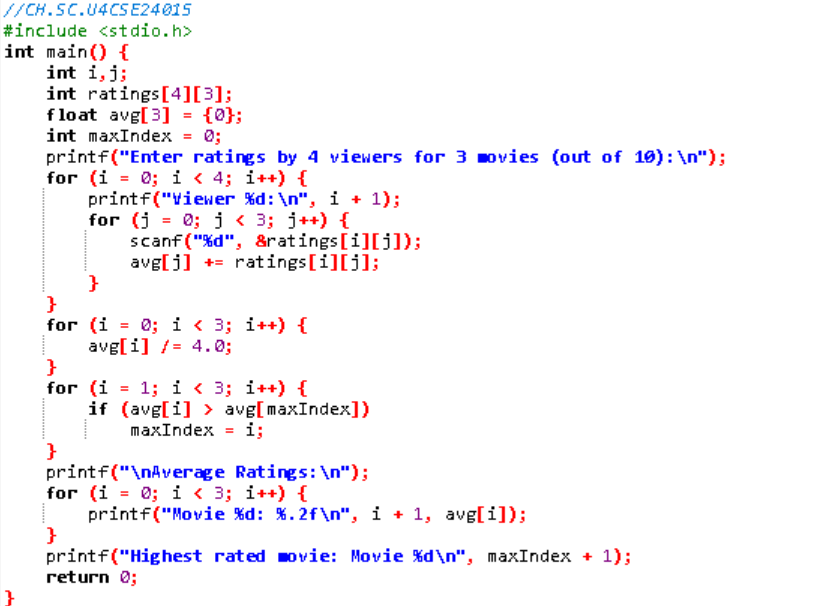 //CH.SC.U4CSE24015
#include <stdio.h>
int main() {
    int i,j;
    int ratings[4][3];
    float avg[3] = {0};
    int maxIndex = 0;
    printf("Enter ratings by 4 viewers for 3 movies (out of 10):\n");
    for (i = 0; i < 4; i++) {
        printf("Viewer %d:\n", i + 1);
        for (j = 0; j < 3; j++) {
            scanf("%d", &ratings[i][j]);
            avg[j] += ratings[i][j];
        }
    }
    for (i = 0; i < 3; i++) {
        avg[i] /= 4.0;
    }
    for (i = 1; i < 3; i++) {
        if (avg[i] > avg[maxIndex])
            maxIndex = i;
    }
    printf("\nAverage Ratings:\n");
    for (i = 0; i < 3; i++) {
        printf("Movie %d: %.2f\n", i + 1, avg[i]);
    }
    printf("Highest rated movie: Movie %d\n", maxIndex + 1);
    return 0;
}